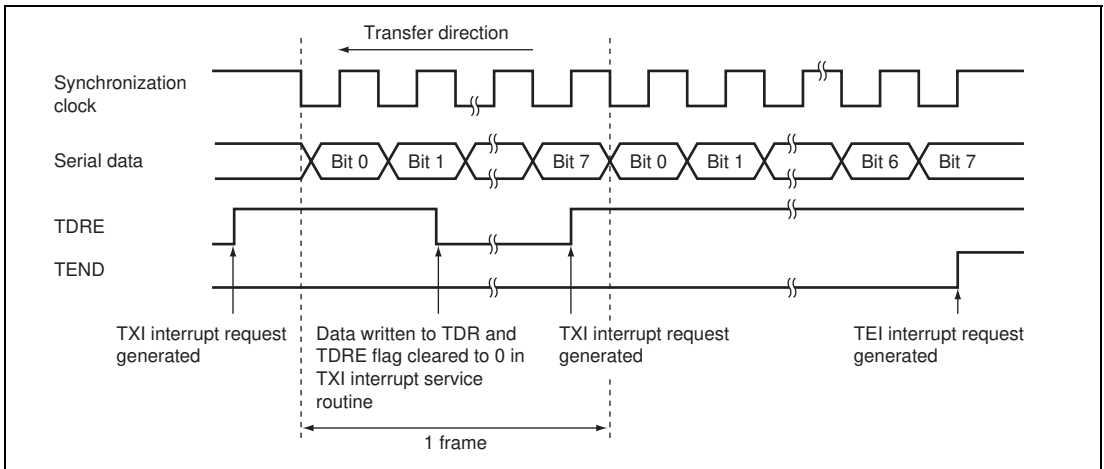 Transfer direction
Synchronization
clock
Serial data
Bit 0 Bit 1 Bit 7 Bit 0 Bit 1 Bit 6 Bit 7
TDRE
TEND
TXI interrupt request
generated
Data written to TDR and
TDRE flag cleared to 0 in
TXI interrupt service
routine
TXI interrupt request
generated
TEI interrupt request
generated
1 frame